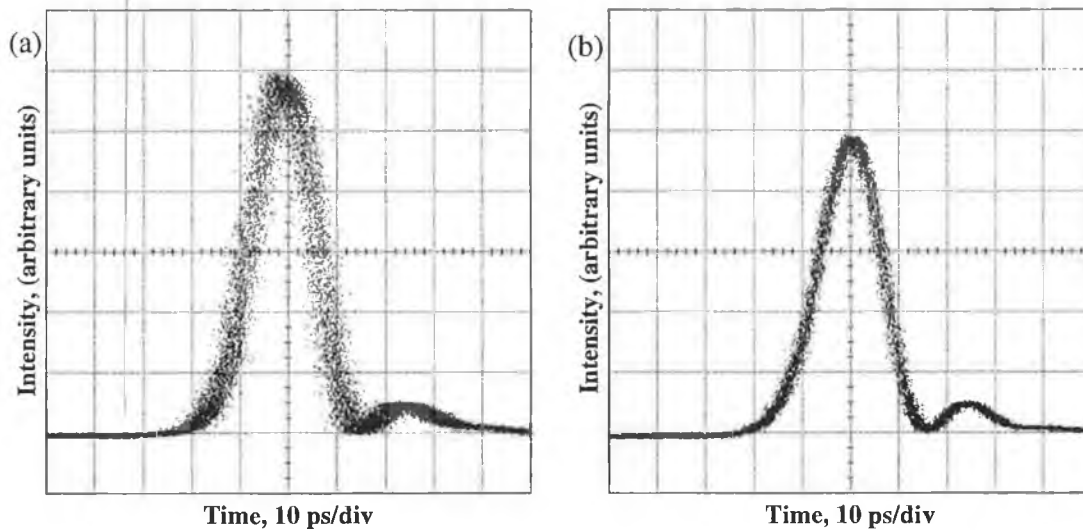 (a)
Intensity, (arbitrary units)
Time, 10 ps/div
(b)
Intensity, (arbitrary units)
Time, 10 ps/div